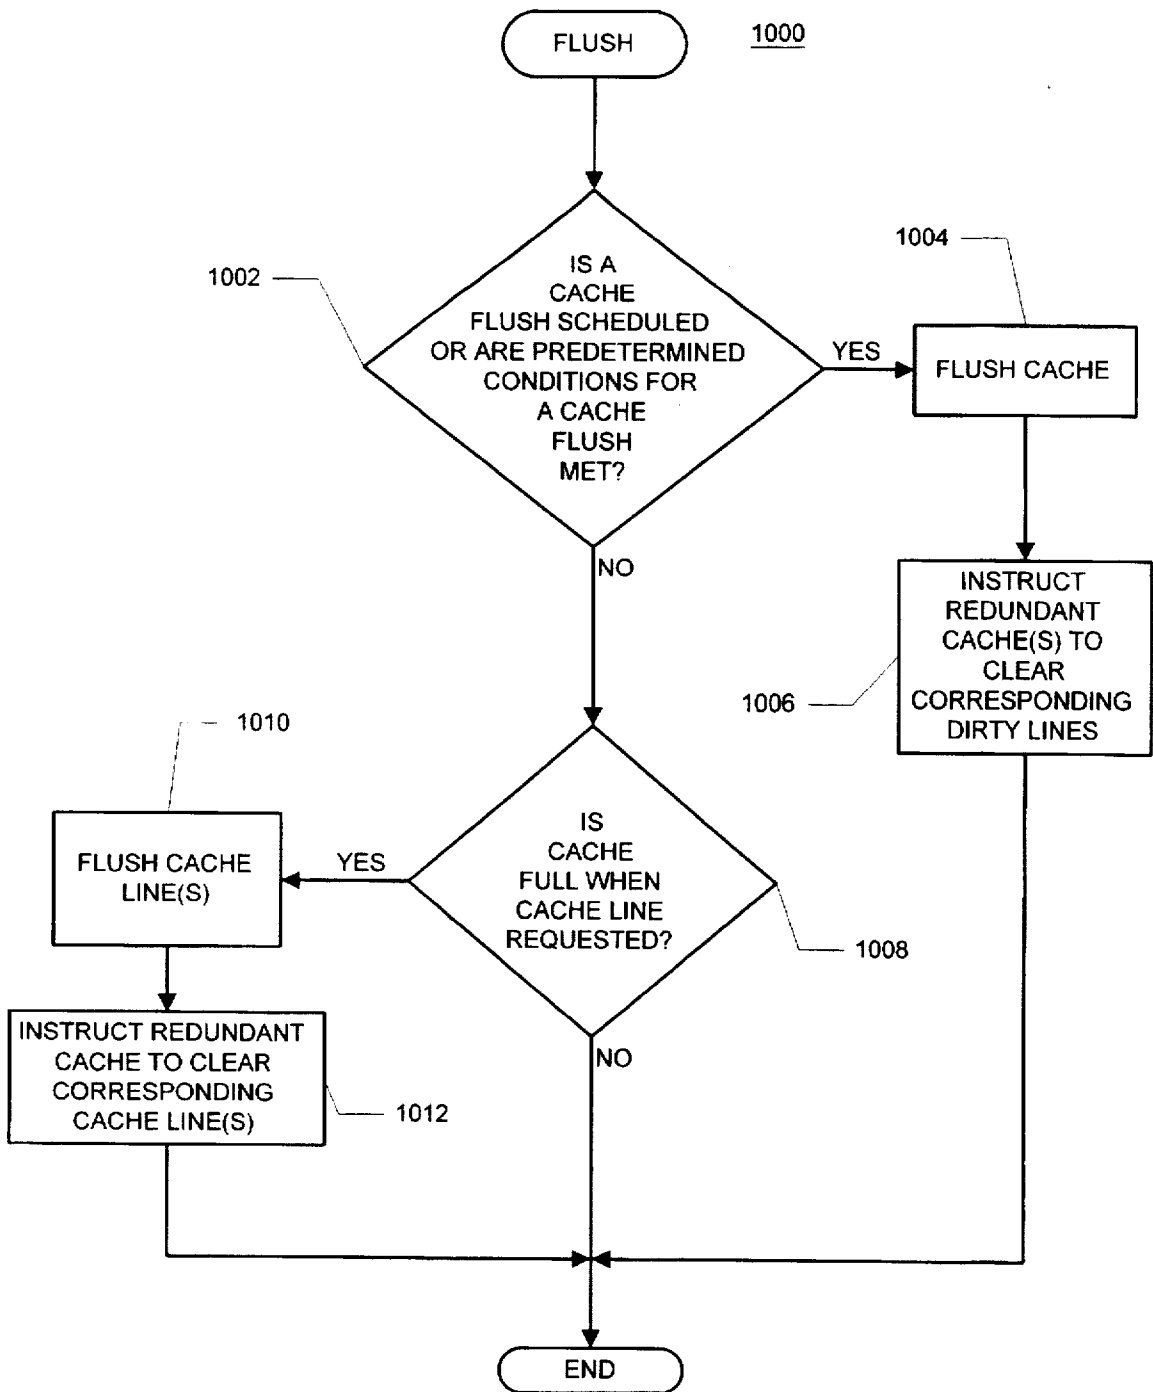 FLUSH
1000
1002
IS A
CACHE
FLUSH SCHEDULED
OR ARE PREDETERMINED
CONDITIONS FOR
A CACHE
FLUSH
MET?
YES
1004
FLUSH CACHE
NO
1006
INSTRUCT
REDUNDANT
CACHE(S) TO
CLEAR
CORRESPONDING
DIRTY LINES
1010
FLUSH CACHE
LINE(S)
YES
IS
CACHE
FULL WHEN
CACHE LINE
REQUESTED?
1008
NO
INSTRUCT REDUNDANT
CACHE TO CLEAR
CORRESPONDING
CACHE LINE(S)
1012
END